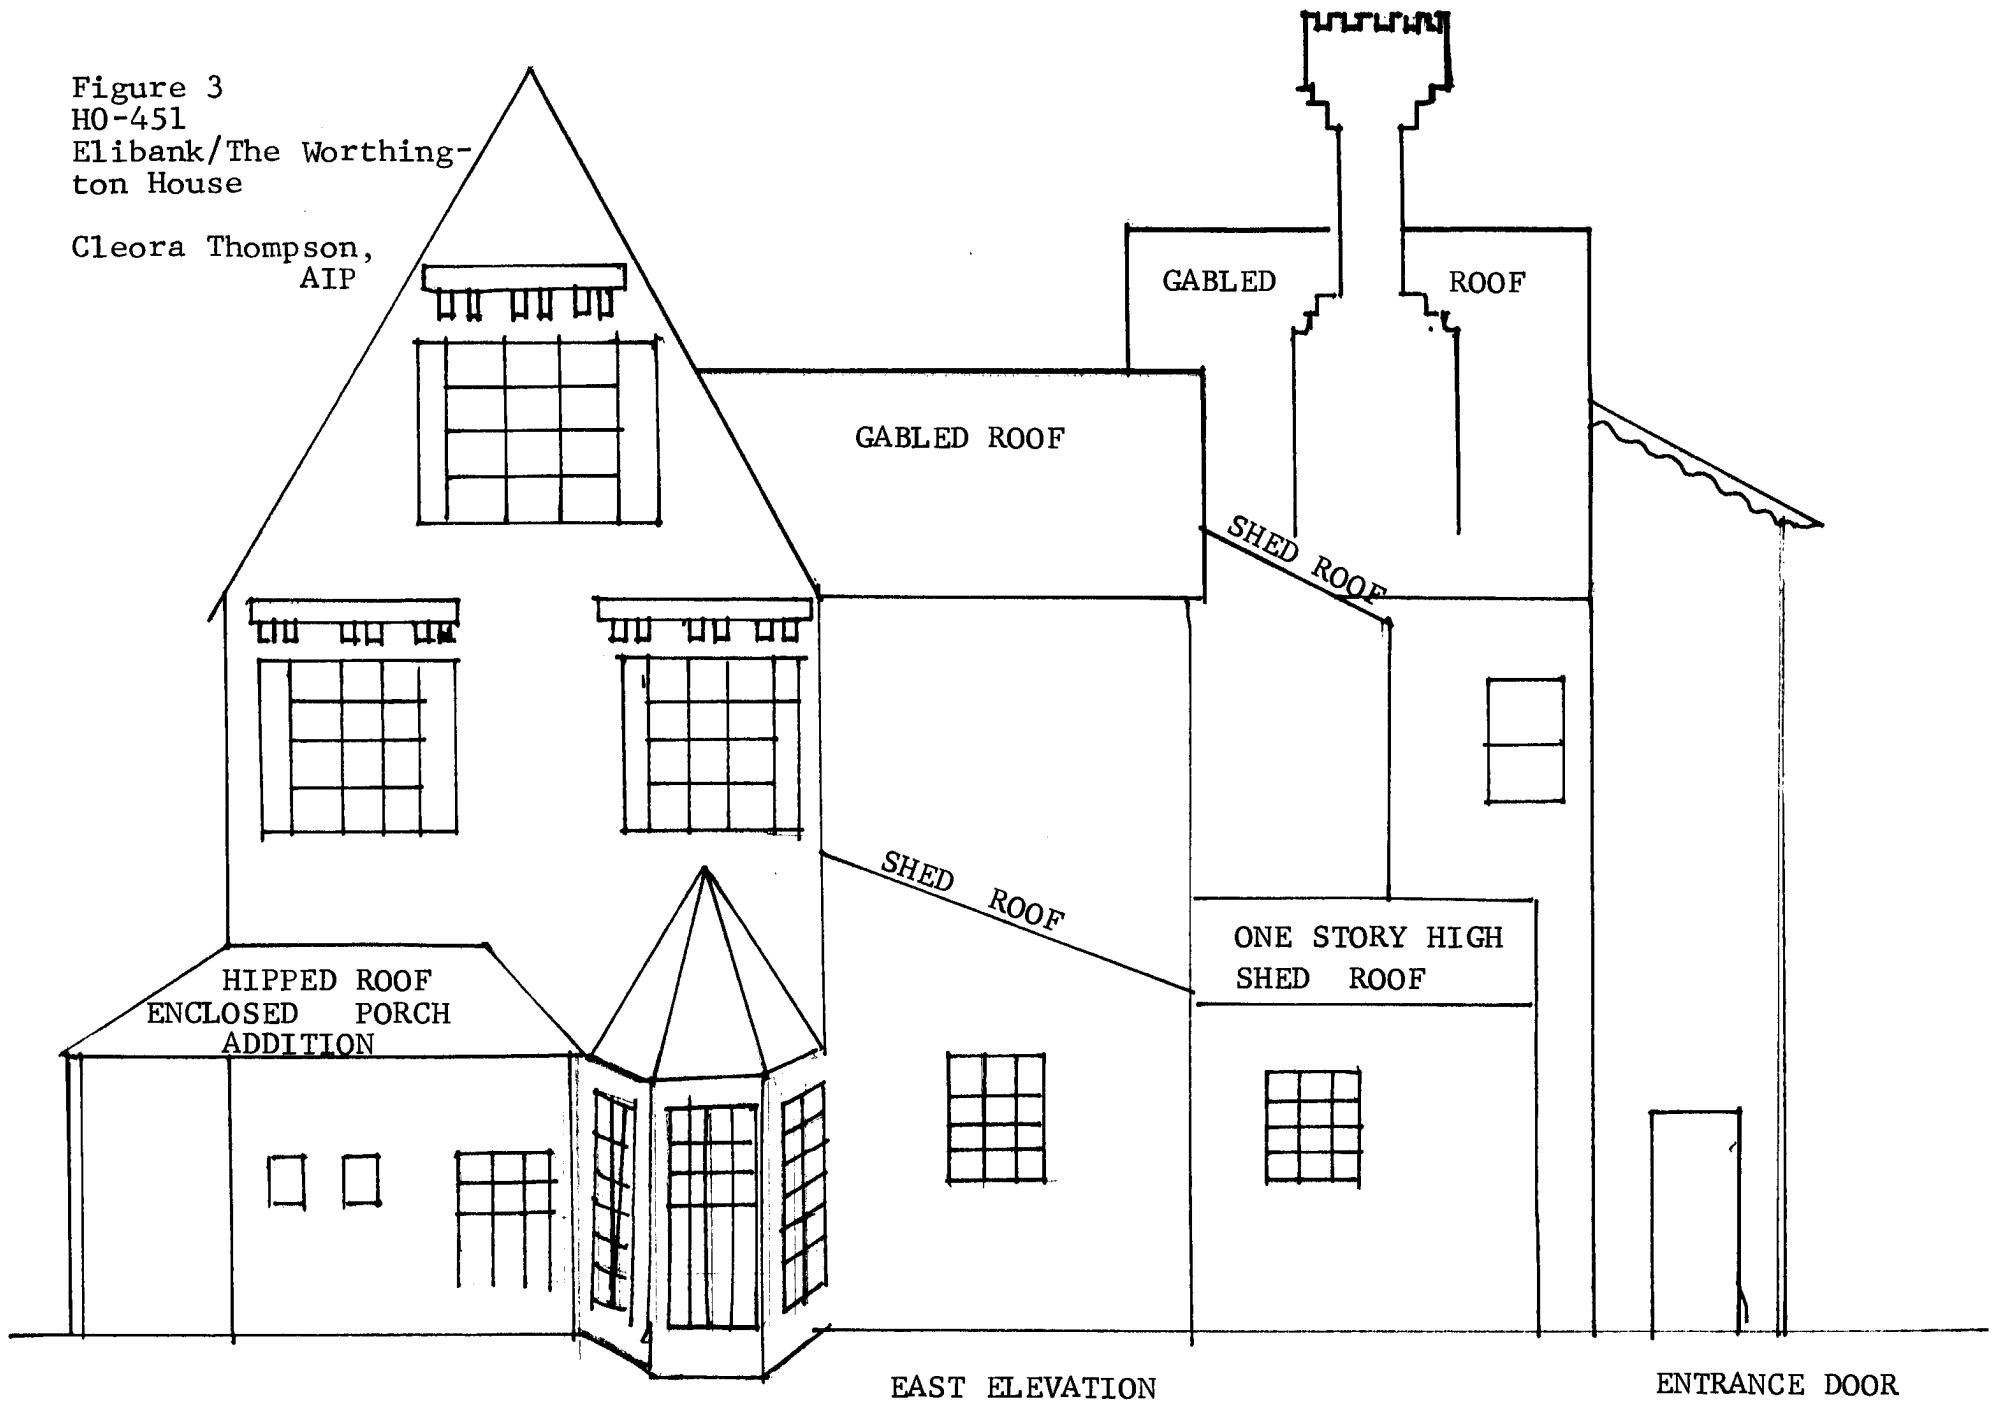 Figure 3
HO-451
Elibank/The Worthing-
ton House
Cleora Thompson,
AIP
GABLED ROOF
GABLED ROOF
SHED ROOF
SHED ROOF
HIPPED ROOF
ENCLOSED PORCH
ADDITION
ONE STORY HIGH
SHED ROOF
EAST ELEVATION
ENTRANCE DOOR